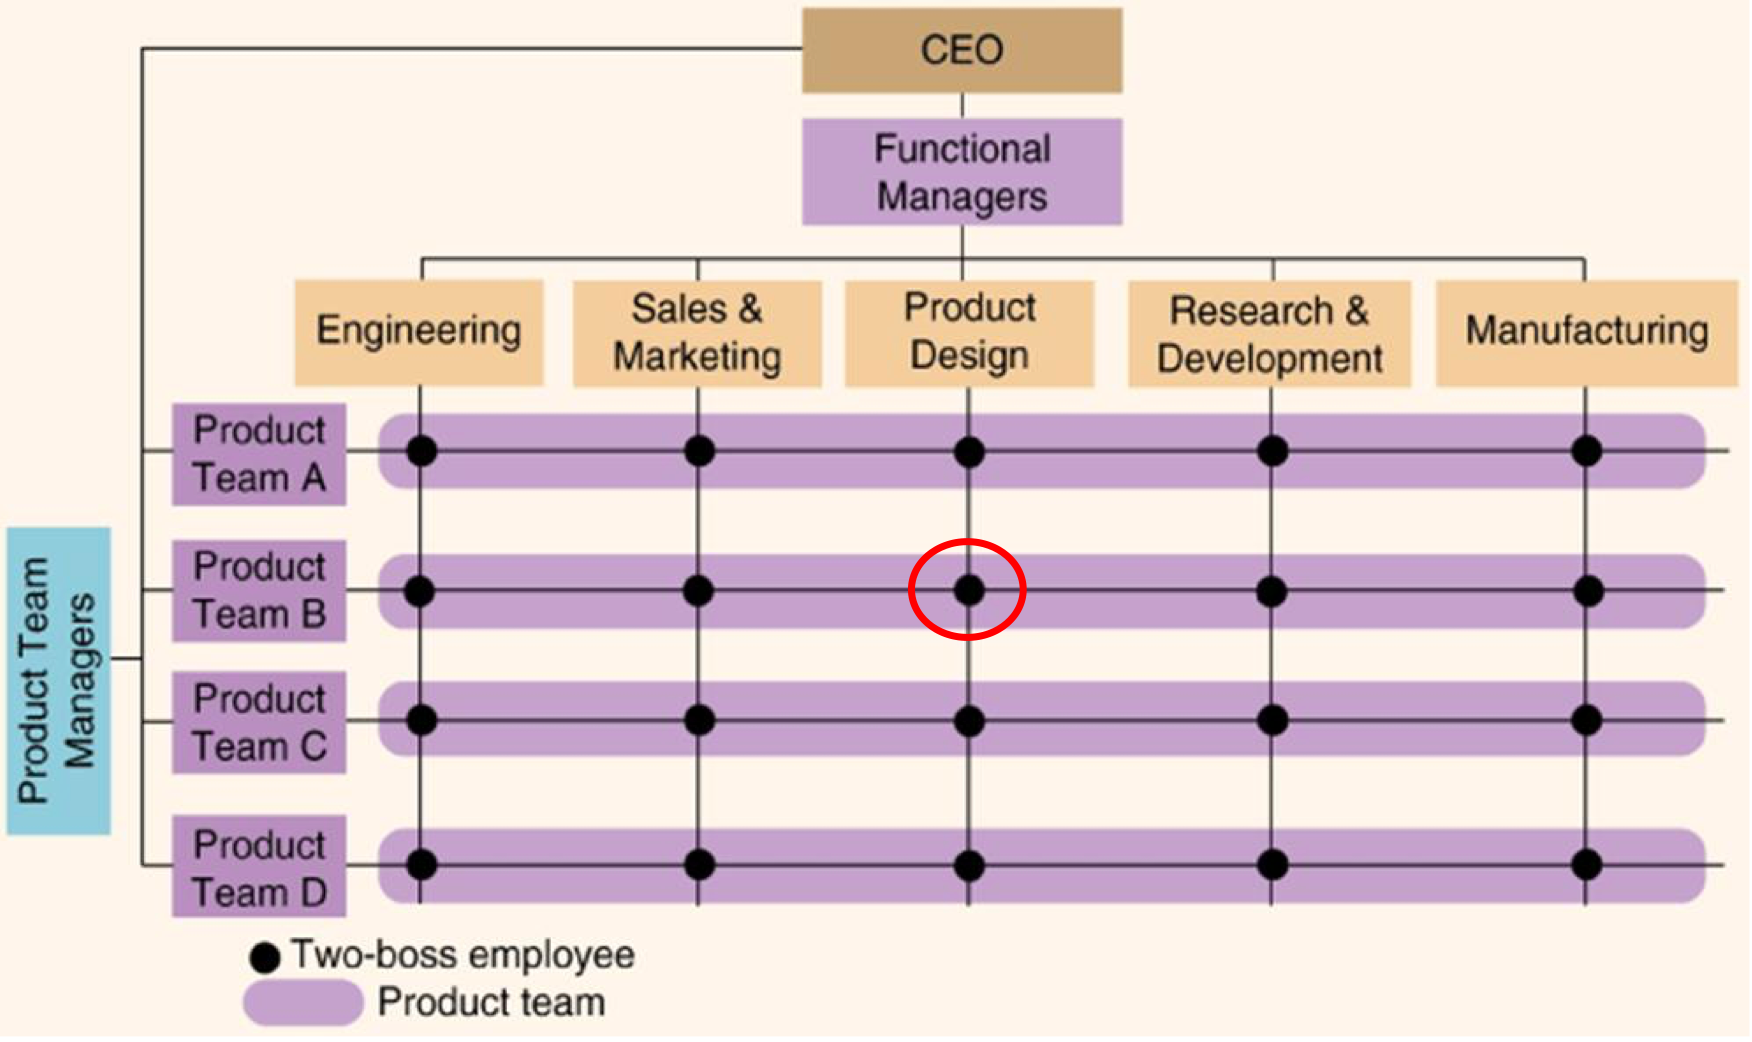 CEO
Functional
Managers
Engineering
Sales &
Marketing
Product
Design
Research &
Development
Manufacturing
Product Team
Managers
Product
Team A
Product
Team B
Product
Team C
Product
Team D
Two-boss employee
Product team